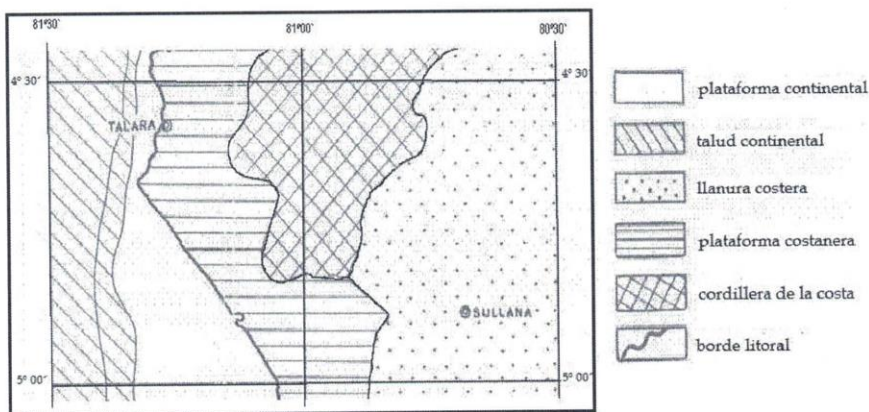 81°30'
81°00'
80°30'
4° 30'
4° 30'
TALARA
SULLANA
5° 00'
5° 00'
plataforma continental
talud continental
llanura costera
plataforma costanera
cordillera de la costa
borde litoral